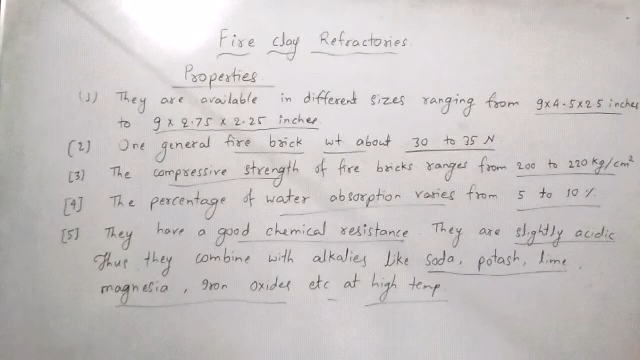 Fire clay Refractories.
Properties
(1) They are available in different sizes ranging from 9x4.5x2.5 inches
to 9 x 2.75 x 2.25 inches.
(2) One general fire brick wt about 30 to 35 N
[3] The compressive strength of fire bricks ranges from 200 to 220 kg/cm²
[4] The percentage of water absorption varies from 5 to 10 %.
[5] They have a good chemical resistance. They are slightly acidic
Thus they combine with alkalies like soda, potash, lime,
magnesia, iron oxides etc at high temp